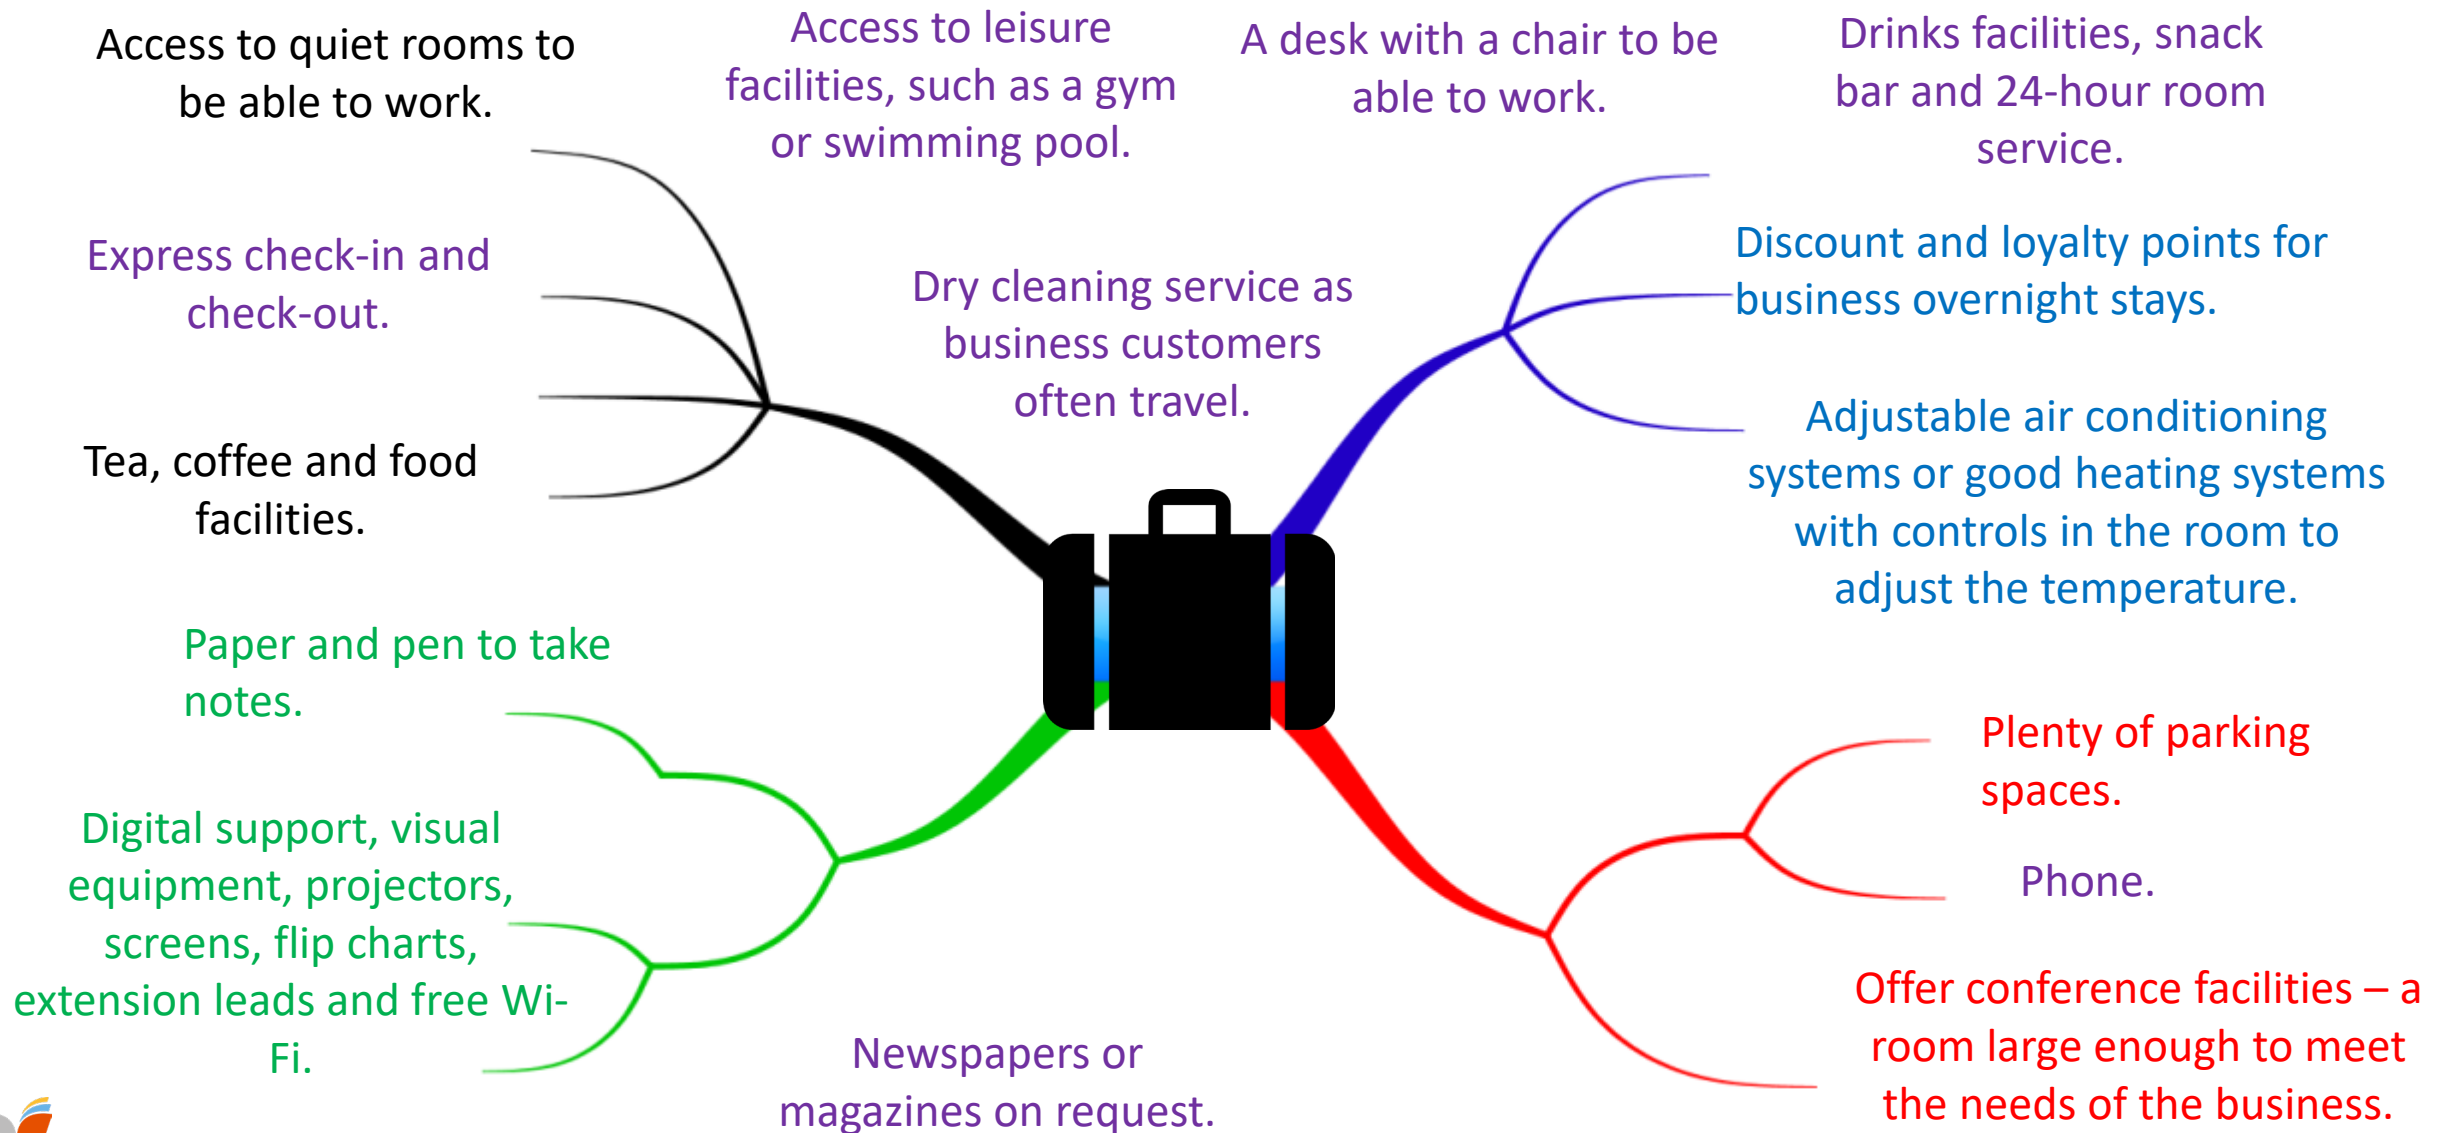 Access to quiet rooms to
be able to work.
Access to leisure
facilities, such as a gym
or swimming pool.
A desk with a chair to be
able to work.
Drinks facilities, snack
bar and 24-hour room
service.
Express check-in and
check-out.
Dry cleaning service as
business customers
often travel.
Discount and loyalty points for
business overnight stays.
Tea, coffee and food
facilities.
Adjustable air conditioning
systems or good heating systems
with controls in the room to
adjust the temperature.
Paper and pen to take
notes.
Plenty of parking
spaces.
Digital support, visual
equipment, projectors,
screens, flip charts,
extension leads and free Wi-
Fi.
Phone.
Newspapers or
magazines on request.
Offer conference facilities – a
room large enough to meet
the needs of the business.